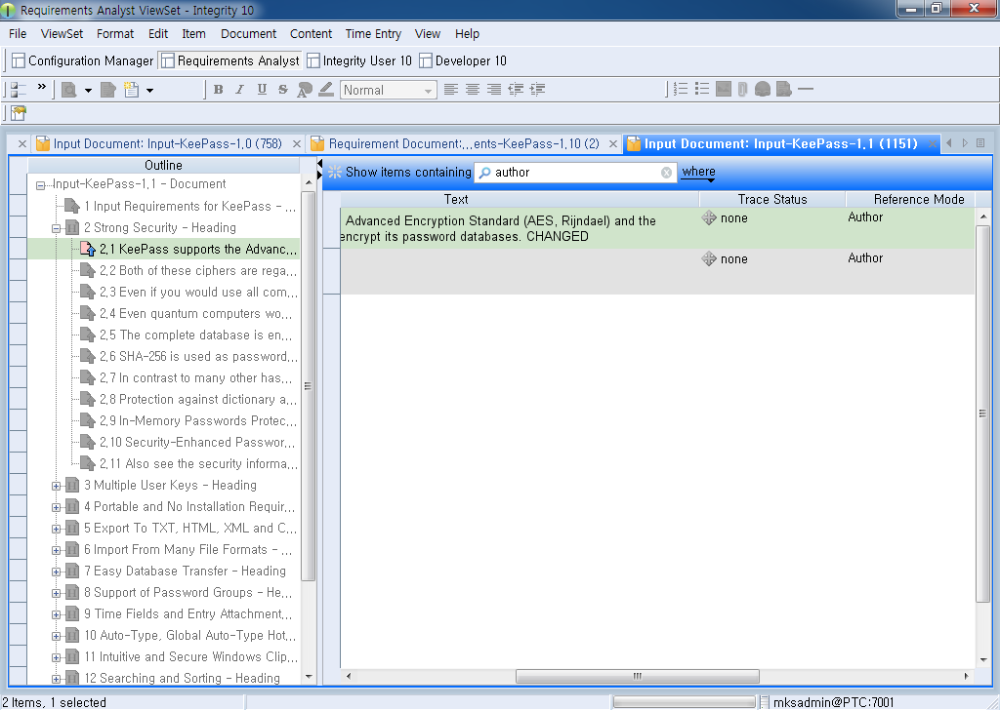 Requirements Analyst ViewSet - Integrity 10
File ViewSet Format Edit Item Document Content Time Entry View Help
Configuration Manager Requirements Analyst Integrity User 10 Developer 10
» B I U S Normal
Input Document: Input-KeePass-1,0 (758) Requirement Document:,,,ents-KeePass-1,10 (2) Input Document: Input-KeePass-1,1 (1151)
Outline
Show items containing author where
Text Trace Status Reference Mode
Input-KeePass-1,1 - Document
1 Input Requirements for KeePass - ,,,
2 Strong Security - Heading
2,1 KeePass supports the Advanc,,,
2,2 Both of these ciphers are rega,,,
2,3 Even if you would use all com,,,
2,4 Even quantum computers wo,,,
2,5 The complete database is en,,,
2,6 SHA-256 is used as password,,,
2,7 In contrast to many other has,,,
2,8 Protection against dictionary a,,,
2,9 In-Memory Passwords Protec,,,
2,10 Security-Enhanced Passwor,,,
2,11 Also see the security informa,,,
3 Multiple User Keys - Heading
4 Portable and No Installation Requir,,,
5 Export To TXT, HTML, XML and C,,,
6 Import From Many File Formats - ,,,
7 Easy Database Transfer - Heading
8 Support of Password Groups - He,,,
9 Time Fields and Entry Attachment,,,
10 Auto-Type, Global Auto-Type Hot,,,
11 Intuitive and Secure Windows Clip,,,
12 Searching and Sorting - Heading
Advanced Encryption Standard (AES, Rijndael) and the
encrypt its password databases. CHANGED
none Author
none Author
2 Items, 1 selected mksadmin@PTC:7001